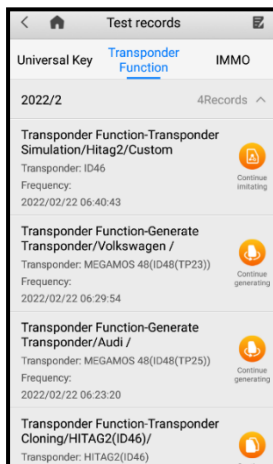 Test records
Universal Key
Transponder
Function
IMMO
2022/2
4Records
Transponder Function-Transponder
Simulation/Hitag2/Custom
Transponder: ID46
Frequency:
2022/02/22 06:40:43
Continue
imitating
Transponder Function-Generate
Transponder/Volkswagen /
Transponder: MEGAMOS 48(ID48(TP23))
Frequency:
2022/02/22 06:29:54
Continue
generating
Transponder Function-Generate
Transponder/Audi /
Transponder: MEGAMOS 48(ID48(TP25))
Frequency:
2022/02/22 06:23:20
Continue
generating
Transponder Function-Transponder
Cloning/HITAG2(ID46)/
Transponder: HITAG2(ID46)